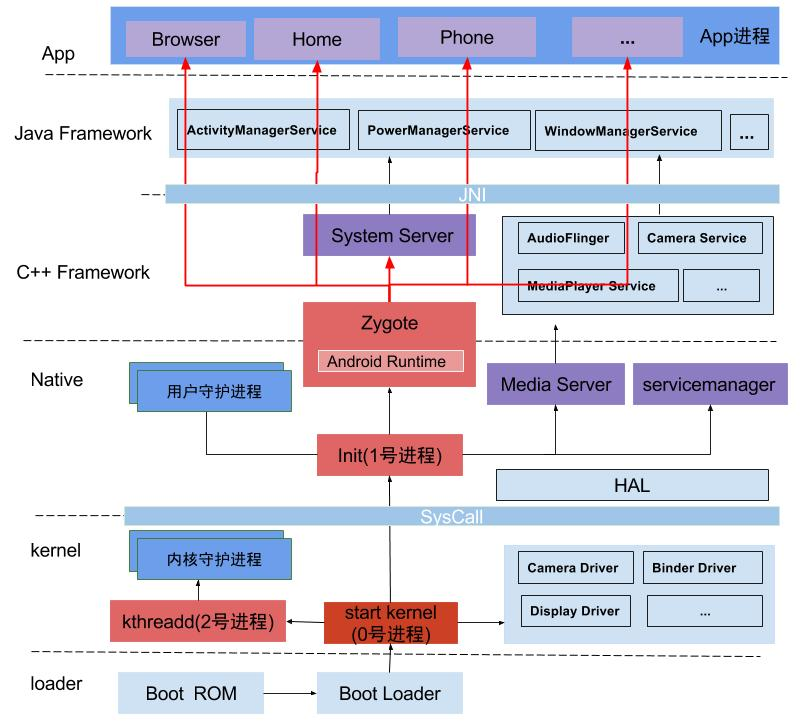 Browser
Home
Phone
...
App进程
App
Java Framework
ActivityManagerService
PowerManagerService
WindowManagerService
...
JNI
System Server
AudioFlinger
Camera Service
C++ Framework
MediaPlayer Service
...
Zygote
Android Runtime
Native
用户守护进程
Media Server
servicemanager
Init(1号进程)
HAL
SysCall
kernel
内核守护进程
Camera Driver
Binder Driver
kthreadd(2号进程)
start kernel
(0号进程)
Display Driver
...
loader
Boot ROM
Boot Loader